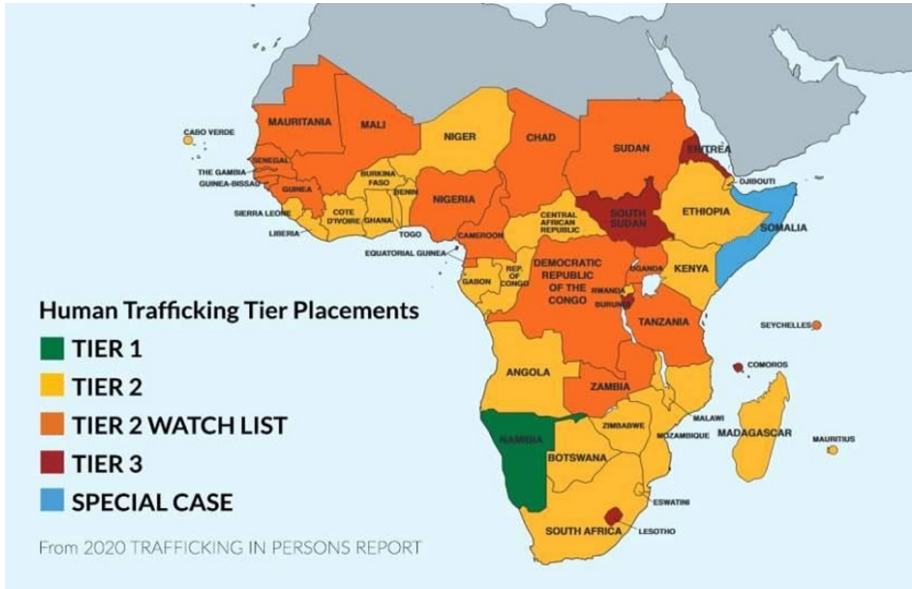 CABO VERDE
MAURITANIA
MALI
NIGER
CHAD
SUDAN
ERITREA
SENEGAL
THE GAMBIA
GUINEA-BISSAU
GUINEA
BURKINA
FASO
BENIN
NIGERIA
DJIBOUTI
SIERRA LEONE
LIBERIA
COTE
D'IVOIRE
GHANA
TOGO
CAMEROON
CENTRAL
AFRICAN
REPUBLIC
SOUTH
SUDAN
ETHIOPIA
SOMALIA
EQUATORIAL GUINEA
GABON
REP.
OF
CONGO
DEMOCRATIC
REPUBLIC
OF THE
CONGO
UGANDA
KENYA
RWANDA
BURUNDI
TANZANIA
SEYCHELLES
COMOROS
ANGOLA
ZAMBIA
MALAWI
MOZAMBIQUE
ZIMBABWE
MADAGASCAR
MAURITIUS
NAMIBIA
BOTSWANA
ESWATINI
SOUTH AFRICA
LESOTHO
Human Trafficking Tier Placements
TIER 1
TIER 2
TIER 2 WATCH LIST
TIER 3
SPECIAL CASE
From 2020 TRAFFICKING IN PERSONS REPORT